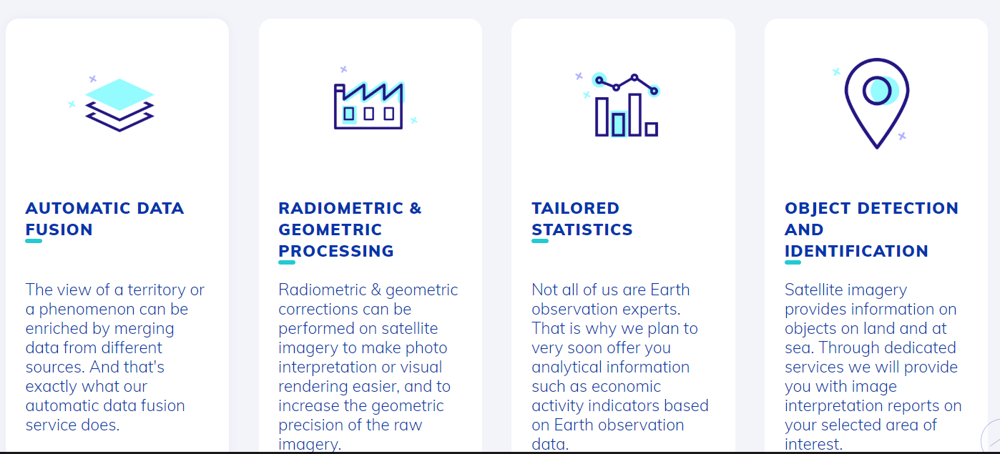 AUTOMATIC DATA
FUSION
The view of a territory or
a phenomenon can be
enriched by merging
data from different
sources. And that's
exactly what our
automatic data fusion
service does.
RADIOMETRIC &
GEOMETRIC
PROCESSING
Radiometric & geometric
corrections can be
performed on satellite
imagery to make photo
interpretation or visual
rendering easier, and to
increase the geometric
precision of the raw
imagery.
TAILORED
STATISTICS
Not all of us are Earth
observation experts.
That is why we plan to
very soon offer you
analytical information
such as economic
activity indicators based
on Earth observation
data.
OBJECT DETECTION
AND
IDENTIFICATION
Satellite imagery
provides information on
objects on land and at
sea. Through dedicated
services we will provide
you with image
interpretation reports on
your selected area of
interest.